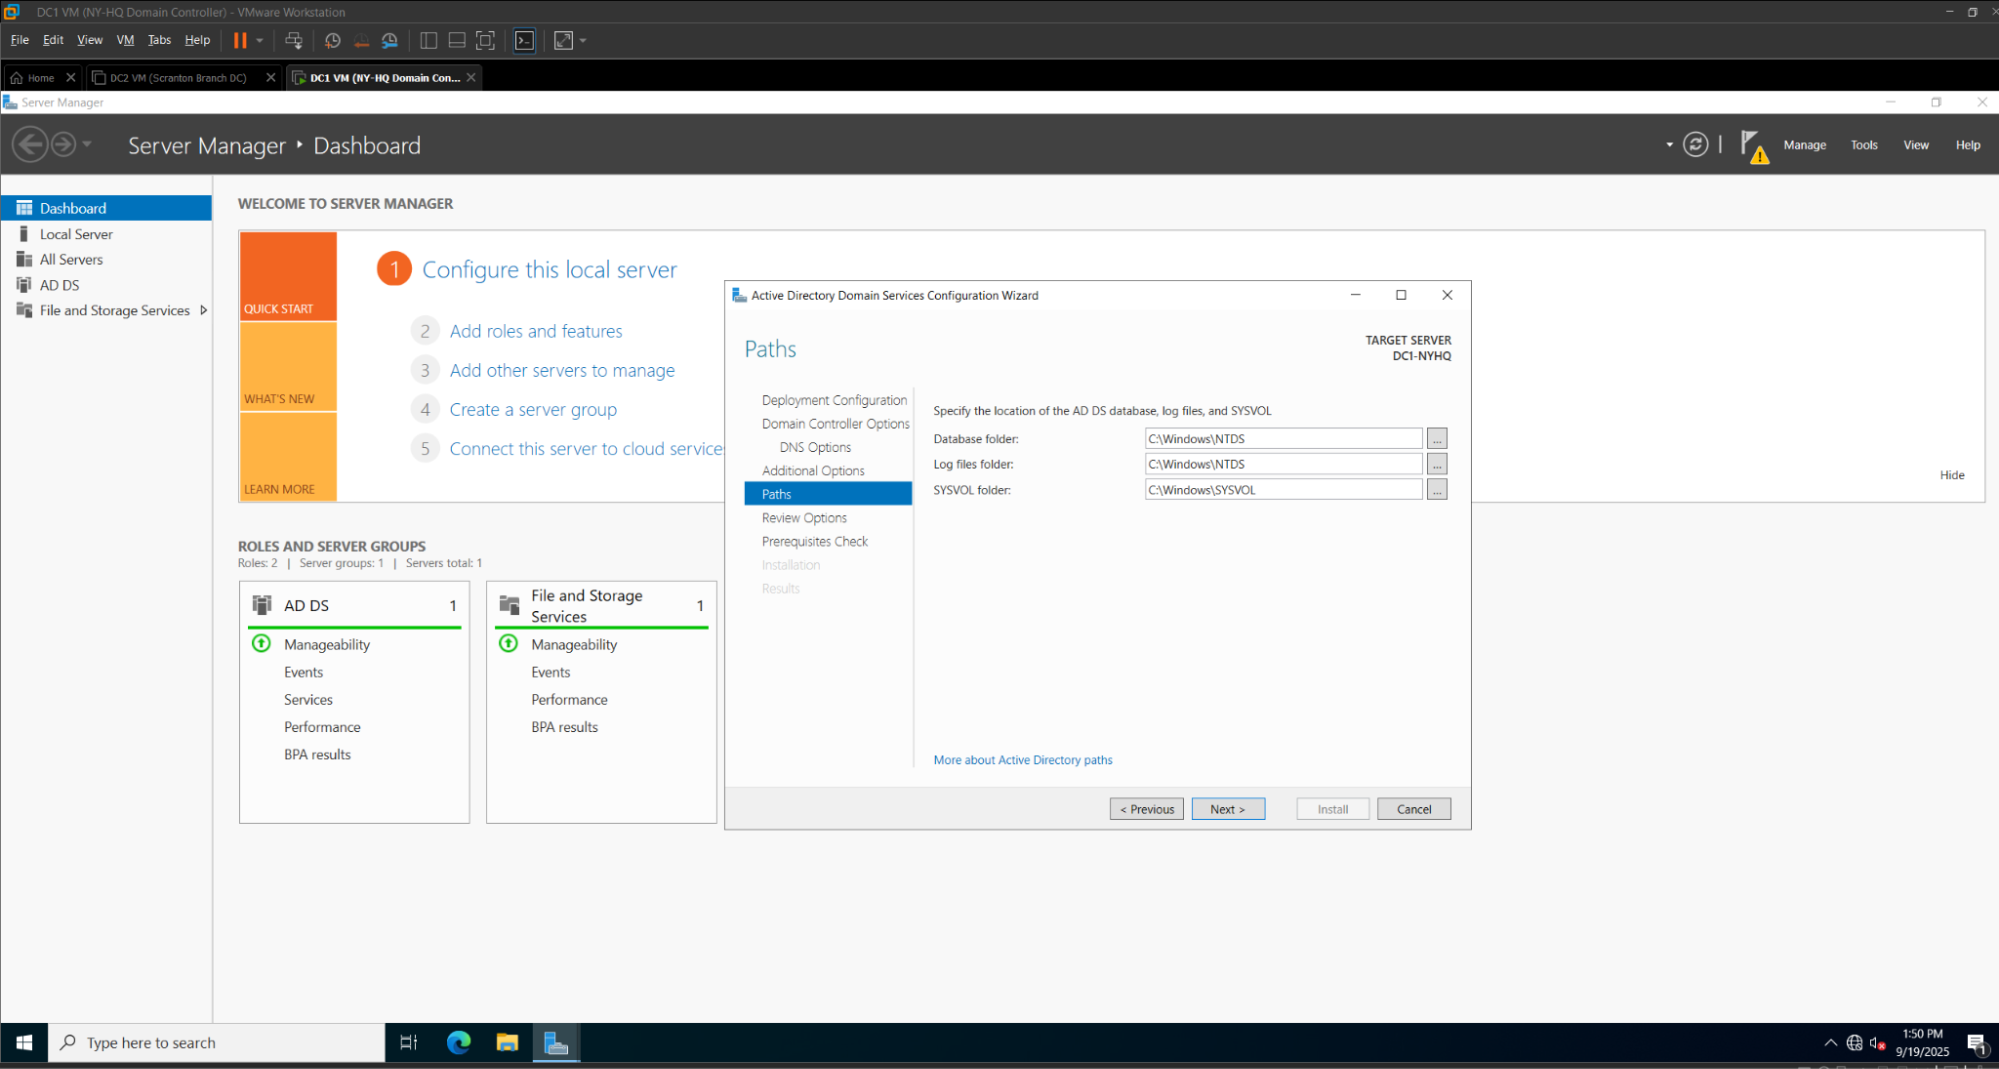 DC1 VM (NY-HQ Domain Controller) - VMware Workstation
File Edit View VM Tabs Help
Home DC2 VM (Scranton Branch DC) DC1 VM (NY-HQ Domain Con...
Server Manager
Server Manager Dashboard
Manage Tools View Help
Dashboard
Local Server
All Servers
AD DS
File and Storage Services
WELCOME TO SERVER MANAGER
QUICK START
WHAT'S NEW
LEARN MORE
1 Configure this local server
2 Add roles and features
3 Add other servers to manage
4 Create a server group
5 Connect this server to cloud services
Hide
ROLES AND SERVER GROUPS
Roles: 2 | Server groups: 1 | Servers total: 1
AD DS 1
Manageability
Events
Services
Performance
BPA results
File and Storage
Services 1
Manageability
Events
Performance
BPA results
Active Directory Domain Services Configuration Wizard
Paths
TARGET SERVER
DC1-NYHQ
Deployment Configuration
Domain Controller Options
DNS Options
Additional Options
Paths
Review Options
Prerequisites Check
Installation
Results
Specify the location of the AD DS database, log files, and SYSVOL
Database folder: C:\Windows\NTDS ...
Log files folder: C:\Windows\NTDS ...
SYSVOL folder: C:\Windows\SYSVOL ...
More about Active Directory paths
< Previous Next > Install Cancel
Type here to search
1:50 PM
9/19/2025
1